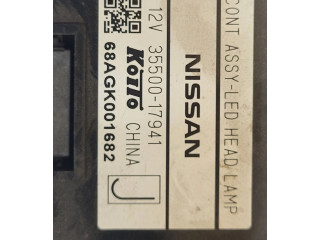 CONT ASSY-LED HEAD LAMP
NISSAN
12V 35500-17941
KOITO CHINA
68AGK001682
J